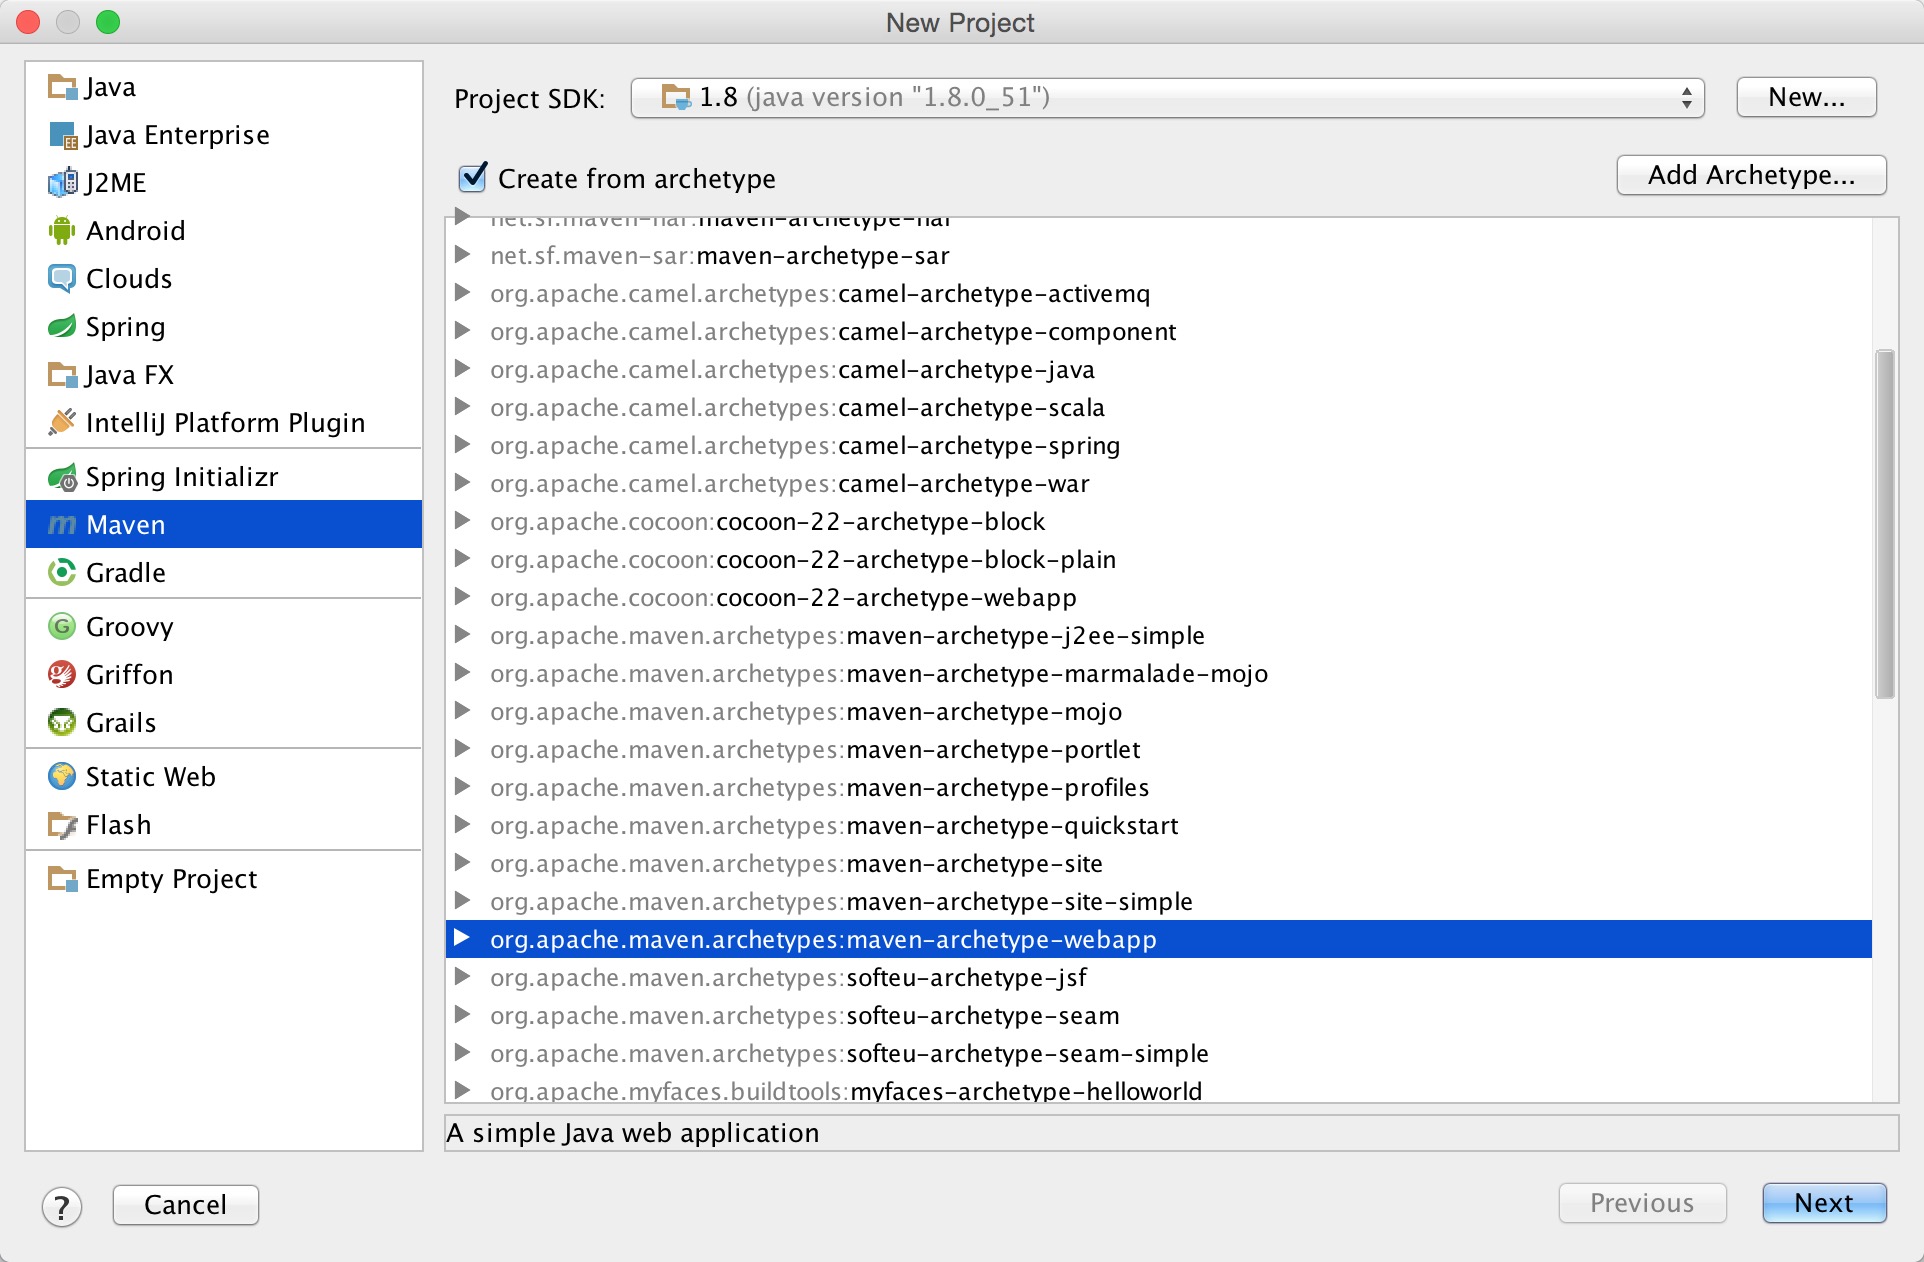 New Project
Java
Java Enterprise
J2ME
Android
Clouds
Spring
Java FX
IntelliJ Platform Plugin
Spring Initializr
m Maven
Gradle
G Groovy
Griffon
Grails
Static Web
Flash
Empty Project
Project SDK: 1.8 (java version "1.8.0_51") New...
Create from archetype Add Archetype...
net.sf.maven-har:maven-archetype-har
net.sf.maven-sar:maven-archetype-sar
org.apache.camel.archetypes:camel-archetype-activemq
org.apache.camel.archetypes:camel-archetype-component
org.apache.camel.archetypes:camel-archetype-java
org.apache.camel.archetypes:camel-archetype-scala
org.apache.camel.archetypes:camel-archetype-spring
org.apache.camel.archetypes:camel-archetype-war
org.apache.cocoon:cocoon-22-archetype-block
org.apache.cocoon:cocoon-22-archetype-block-plain
org.apache.cocoon:cocoon-22-archetype-webapp
org.apache.maven.archetypes:maven-archetype-j2ee-simple
org.apache.maven.archetypes:maven-archetype-marmalade-mojo
org.apache.maven.archetypes:maven-archetype-mojo
org.apache.maven.archetypes:maven-archetype-portlet
org.apache.maven.archetypes:maven-archetype-profiles
org.apache.maven.archetypes:maven-archetype-quickstart
org.apache.maven.archetypes:maven-archetype-site
org.apache.maven.archetypes:maven-archetype-site-simple
org.apache.maven.archetypes:maven-archetype-webapp
org.apache.maven.archetypes:softeu-archetype-jsf
org.apache.maven.archetypes:softeu-archetype-seam
org.apache.maven.archetypes:softeu-archetype-seam-simple
org.apache.myfaces.buildtools:myfaces-archetype-helloworld
A simple Java web application
? Cancel Previous Next